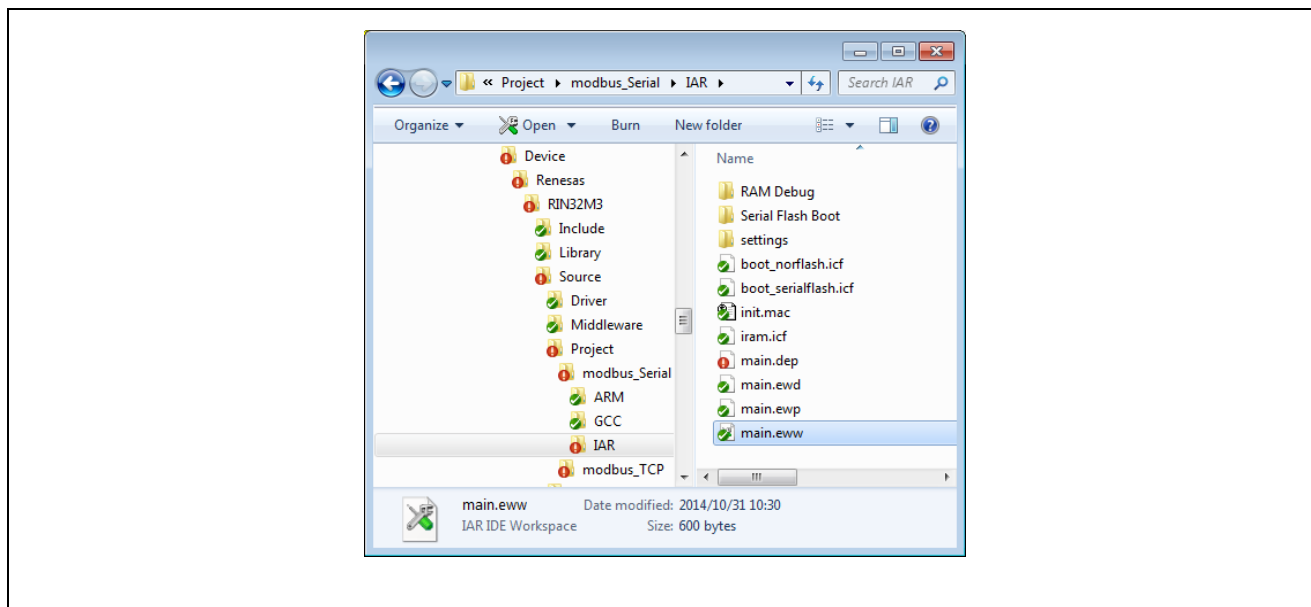 « Project ▸ modbus_Serial ▸ IAR ▸
Search IAR
Organize ▼ Open ▼ Burn New folder
Device
Renesas
RIN32M3
Include
Library
Source
Driver
Middleware
Project
modbus_Serial
ARM
GCC
IAR
modbus_TCP
Name
RAM Debug
Serial Flash Boot
settings
boot_norflash.icf
boot_serialflash.icf
init.mac
iram.icf
main.dep
main.ewd
main.ewp
main.eww
main.eww Date modified: 2014/10/31 10:30
IAR IDE Workspace Size: 600 bytes